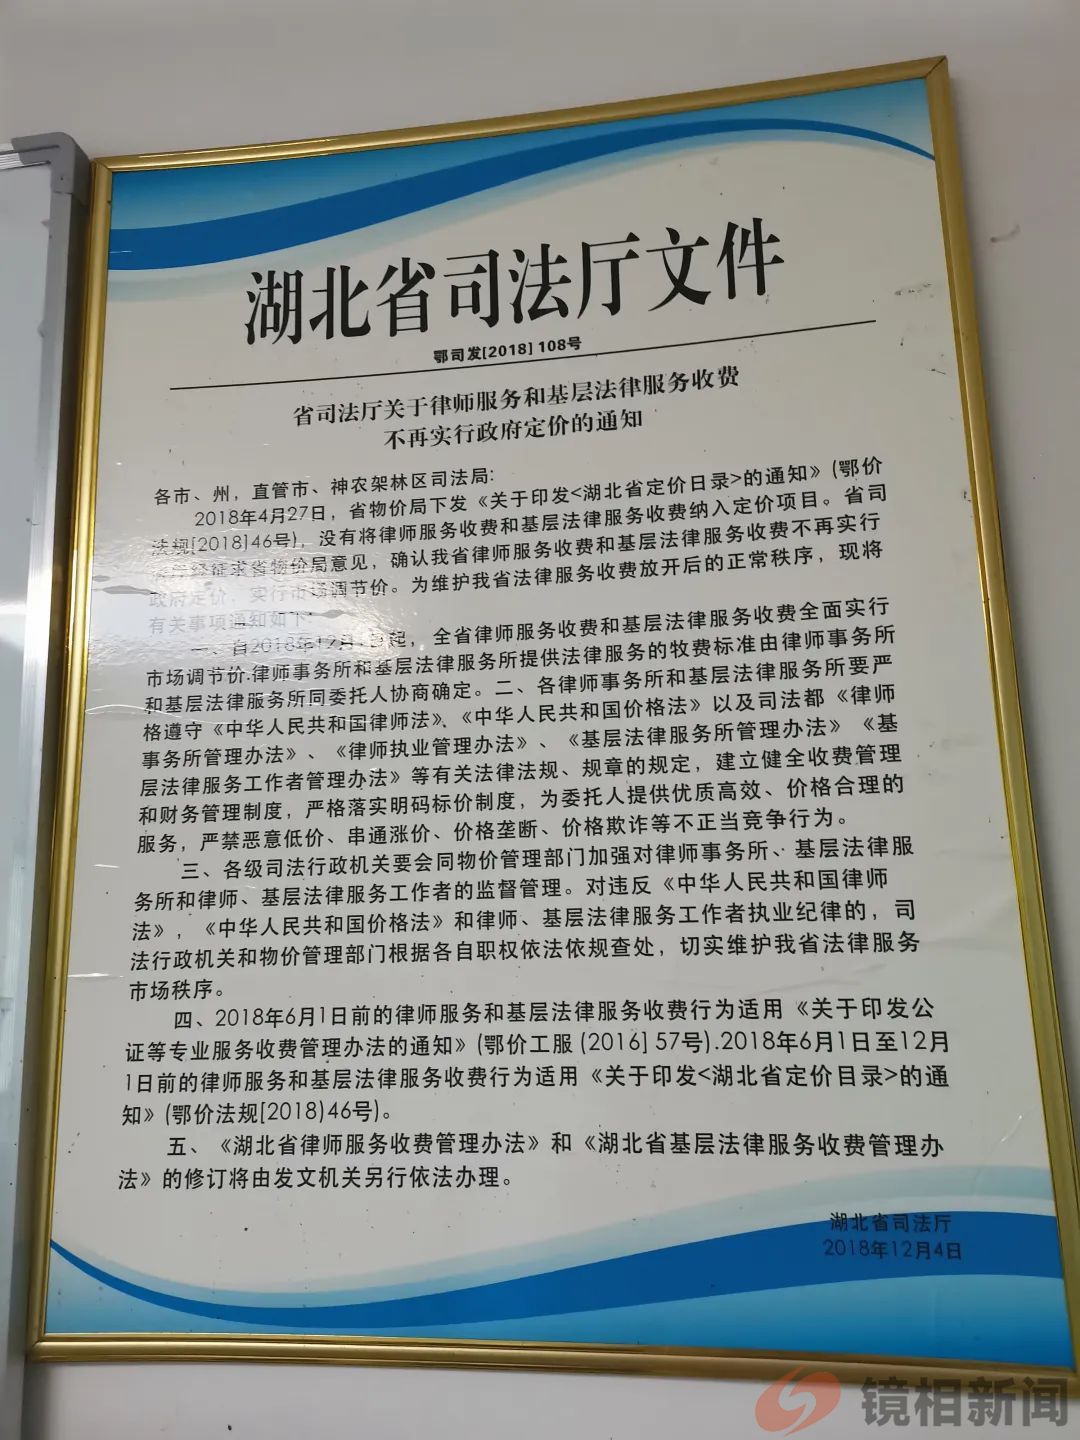 湖北省司法厅文件
鄂司发[2018] 108号
省司法厅关于律师服务和基层法律服务收费
不再实行政府定价的通知
各市、州，直管市、神农架林区司法局：
2018年4月27日，省物价局下发《关于印发<湖北省定价日录>的通知》(鄂价
法规[2018]46号)，没有将律师服务收费和基层法律服务收费纳入定价项目。省司
经征求省物价局意见，确认我省律师服务收费和基层法律服务收费不再实行
政府定价，实行市场调节价。为维护我省法律服务收费放开后的正常秩序，现将
有关事项通知如下：
一、自2018年12月1日起，全省律师服务收费和基层法律服务收费全面实行
市场调节价.律师事务所和基层法律服务所提供法律服务的牧费标准由律师事务所
和基层法律服务所同委托人协商确定。二、各律师事务所和基层法律服务所要严
格遵守《中华人民共和国律师法》、《中华人民共和国价格法》以及司法都《律师
事务所管理办法》、《律师执业管理办法》、《基层法律服务所管理办法》《基
层法律服务工作者管理办法》等有关法律法规、规章的规定，建立健全收费管理
和财务管理制度，严格落实明码标价制度，为委托人提供优质高效、价格合理的
服务，严禁恶意低价、串通涨价、价格垄断、价格欺诈等不正当竞争行为。
三、各级司法行政机关要会同物价管理部门加强对律师事务所、基层法律服
务所和律师、基层法律服务工作者的监督管理。对违反《中华人民共和国律师
法》，《中华人民共和国价格法》和律师、基层法律服务工作者执业纪律的，司
法行政机关和物价管理部门根据各自职权依法依规查处，切实维护我省法律服务
市场秩序。
四、2018年6月1日前的律师服务和基层法律服务收费行为适用《关于印发公
证等专业服务收费管理办法的通知》(鄂价工服 (2016] 57号).2018年6月1日至12月
1日前的律师服务和基层法律服务收费行为适用《关于印发<湖北省定价目录>的通
知》(鄂价法规[2018)46号)。
五、《湖北省律师服务收费管理办法》和《湖北省基层法律服务收费管理办
法》的修订将由发文机关另行依法办理。
湖北省司法厅
2018年12月4日
镜相新闻